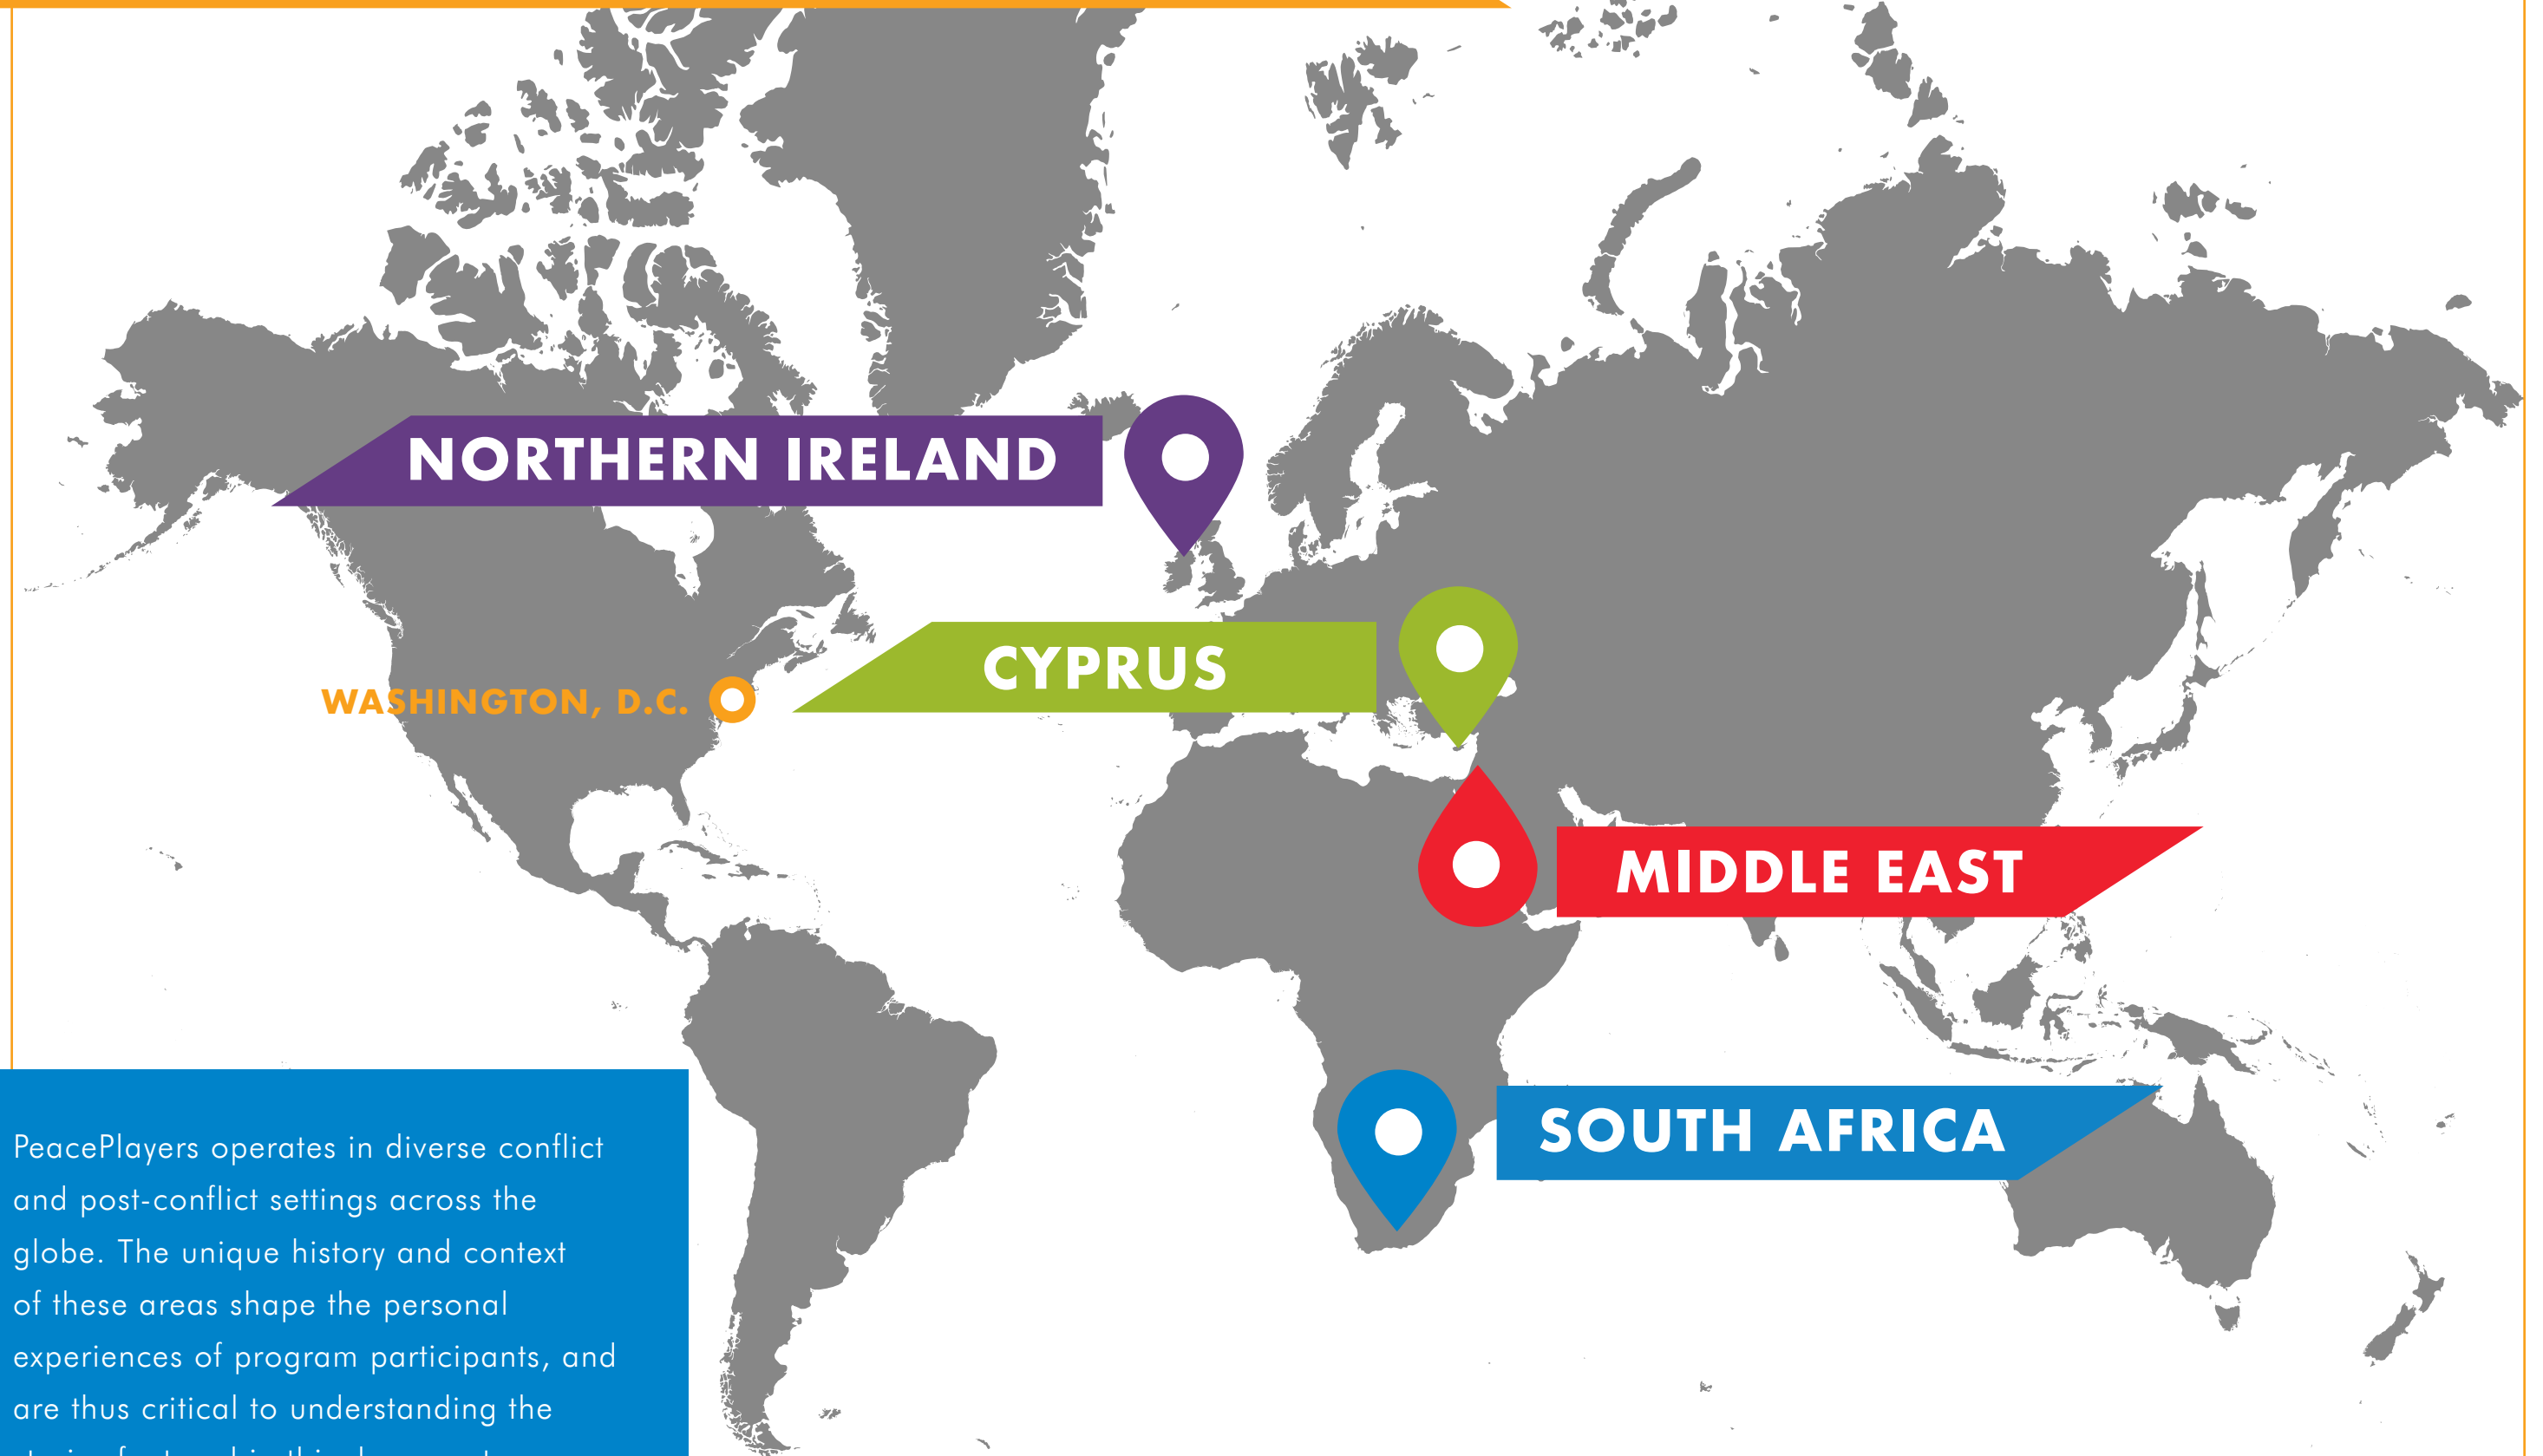 NORTHERN IRELAND
CYPRUS
WASHINGTON, D.C.
MIDDLE EAST
SOUTH AFRICA
PeacePlayers operates in diverse conflict
and post-conflict settings across the
globe. The unique history and context
of these areas shape the personal
experiences of program participants, and
are thus critical to understanding the